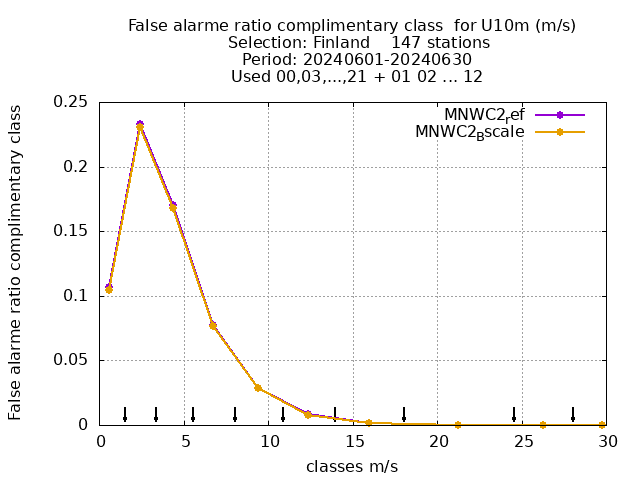 False alarme ratio complimentary class  for U10m (m/s)
Selection: Finland    147 stations
Period: 20240601-20240630
Used 00,03,...,21 + 01 02 ... 12
MNWC2ref
MNWC2Bscale
False alarme ratio complimentary class
0.25
0.2
0.15
0.1
0.05
0
0 5 10 15 20 25 30
classes m/s